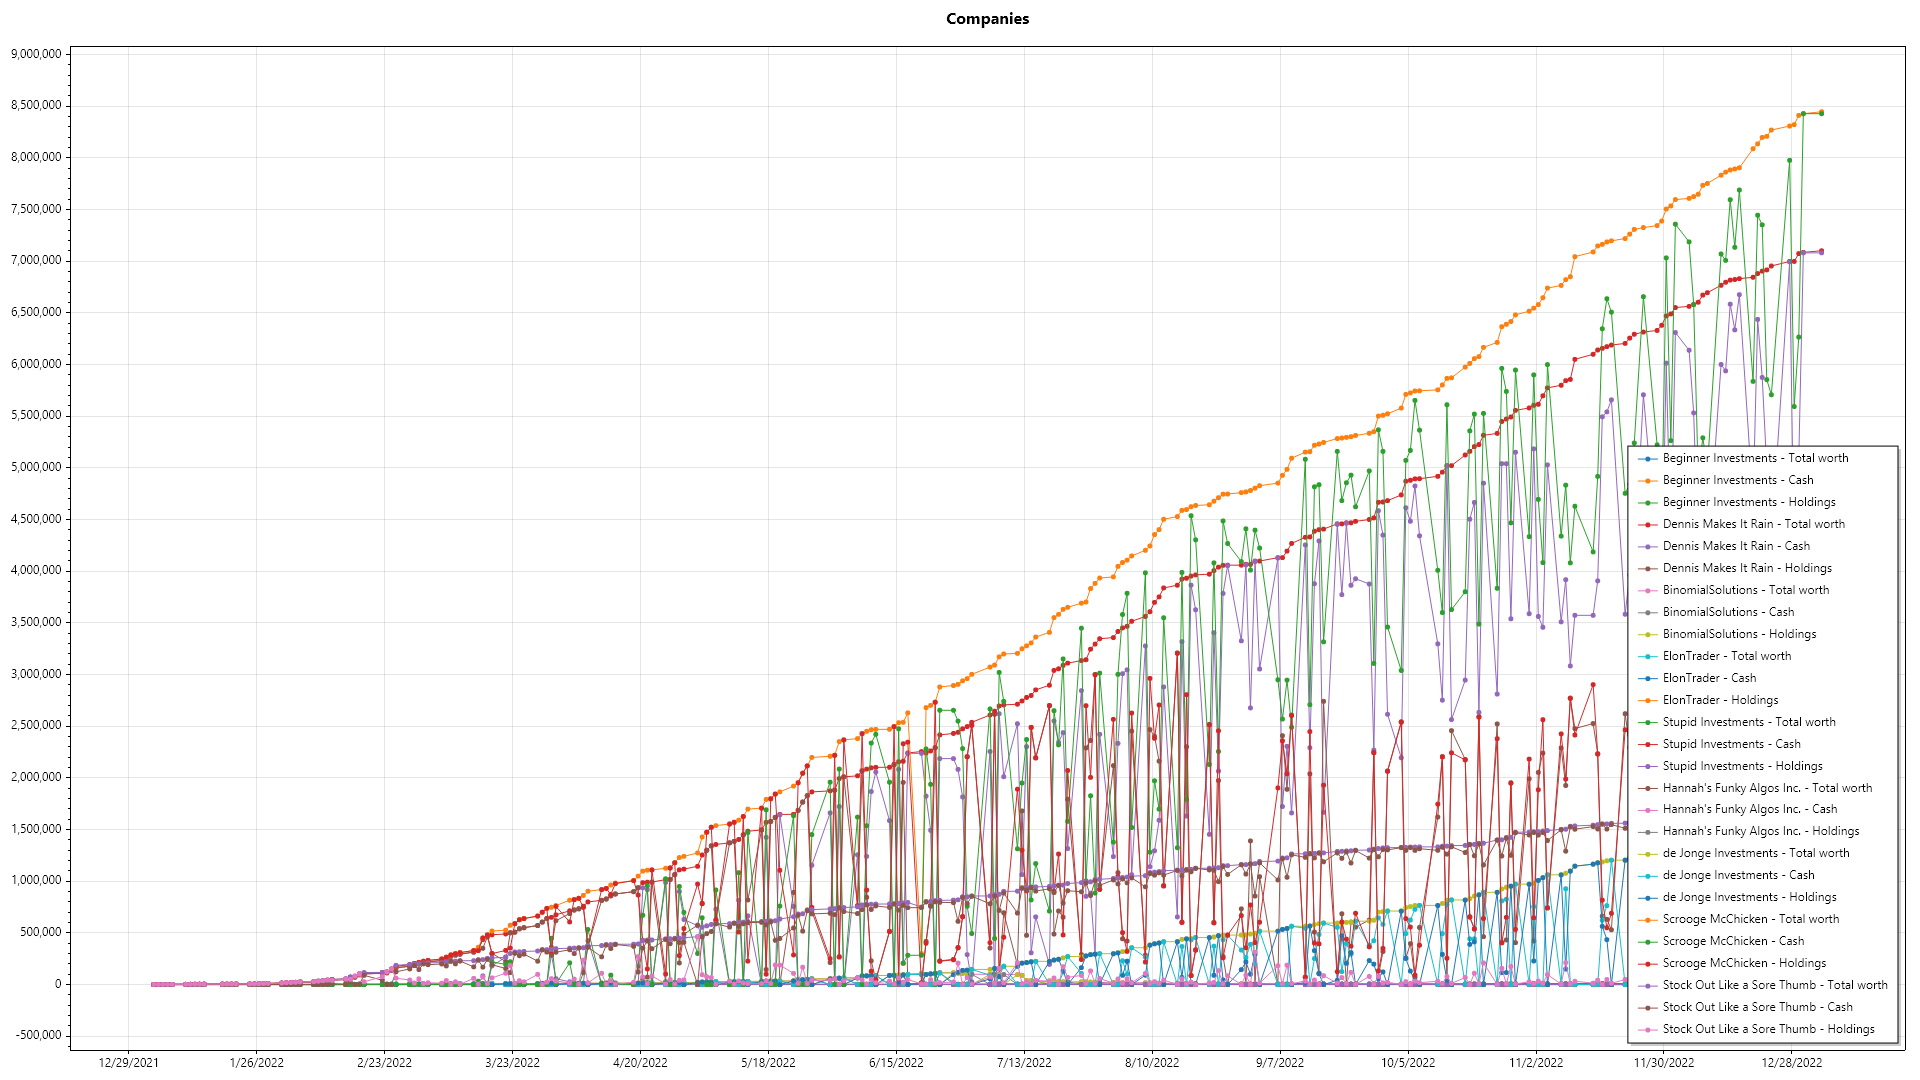 Companies
9,000,000
8,500,000
8,000,000
7,500,000
7,000,000
6,500,000
6,000,000
5,500,000
5,000,000
4,500,000
4,000,000
3,500,000
3,000,000
2,500,000
2,000,000
1,500,000
1,000,000
500,000
0
-500,000
Beginner Investments - Total worth
Beginner Investments - Cash
Beginner Investments - Holdings
Dennis Makes It Rain - Total worth
Dennis Makes It Rain - Cash
Dennis Makes It Rain - Holdings
BinomialSolutions - Total worth
BinomialSolutions - Cash
BinomialSolutions - Holdings
ElonTrader - Total worth
ElonTrader - Cash
ElonTrader - Holdings
Stupid Investments - Total worth
Stupid Investments - Cash
Stupid Investments - Holdings
Hannah's Funky Algos Inc. - Total worth
Hannah's Funky Algos Inc. - Cash
Hannah's Funky Algos Inc. - Holdings
de Jonge Investments - Total worth
de Jonge Investments - Cash
de Jonge Investments - Holdings
Scrooge McChicken - Total worth
Scrooge McChicken - Cash
Scrooge McChicken - Holdings
Stock Out Like a Sore Thumb - Total worth
Stock Out Like a Sore Thumb - Cash
Stock Out Like a Sore Thumb - Holdings
12/29/2021 1/26/2022 2/23/2022 3/23/2022 4/20/2022 5/18/2022 6/15/2022 7/13/2022 8/10/2022 9/7/2022 10/5/2022 11/2/2022 11/30/2022 12/28/2022